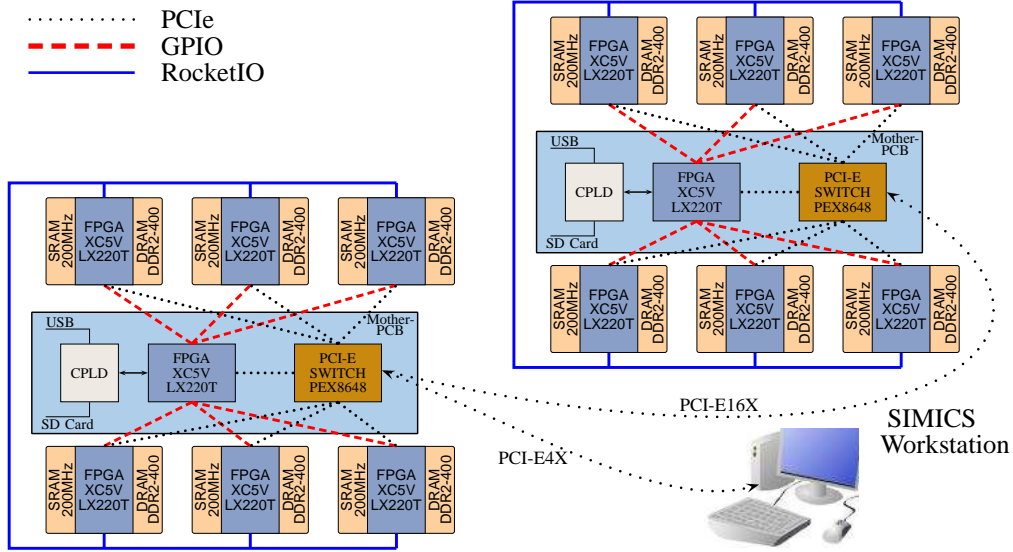 PCIe
GPIO
RocketIO
SRAM
200MHz
FPGA
XC5V
LX220T
DRAM
DDR2-400
SRAM
200MHz
FPGA
XC5V
LX220T
DRAM
DDR2-400
SRAM
200MHz
FPGA
XC5V
LX220T
DRAM
DDR2-400
USB
Mother-
PCB
CPLD
FPGA
XC5V
LX220T
PCI-E
SWITCH
PEX8648
SD Card
SRAM
200MHz
FPGA
XC5V
LX220T
DRAM
DDR2-400
SRAM
200MHz
FPGA
XC5V
LX220T
DRAM
DDR2-400
SRAM
200MHz
FPGA
XC5V
LX220T
DRAM
DDR2-400
SRAM
200MHz
FPGA
XC5V
LX220T
DRAM
DDR2-400
SRAM
200MHz
FPGA
XC5V
LX220T
DRAM
DDR2-400
SRAM
200MHz
FPGA
XC5V
LX220T
DRAM
DDR2-400
USB
Mother-
PCB
CPLD
FPGA
XC5V
LX220T
PCI-E
SWITCH
PEX8648
SD Card
SRAM
200MHz
FPGA
XC5V
LX220T
DRAM
DDR2-400
SRAM
200MHz
FPGA
XC5V
LX220T
DRAM
DDR2-400
SRAM
200MHz
FPGA
XC5V
LX220T
DRAM
DDR2-400
PCI-E16X
PCI-E4X
SIMICS
Workstation